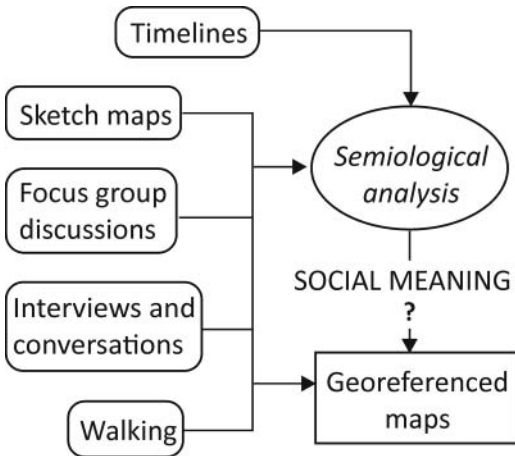 Timelines
Sketch maps
Focus group
discussions
Interviews and
conversations
Walking
Semiological
analysis
SOCIAL MEANING
?
Georeferenced
maps